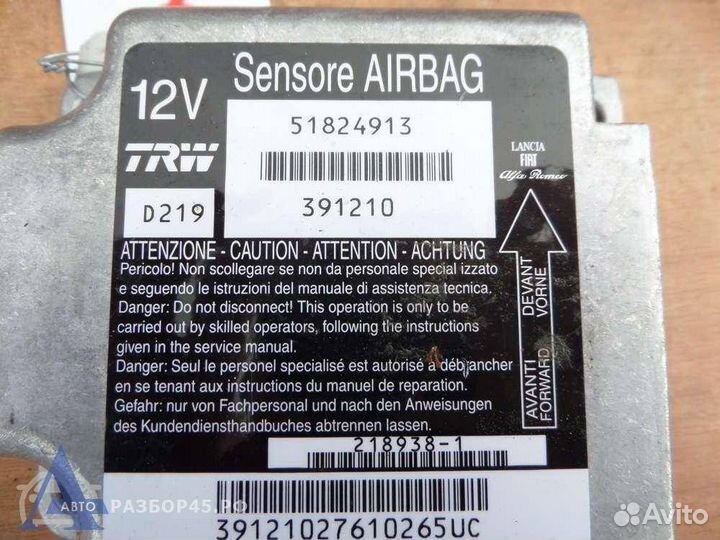 12V
Sensore AIRBAG
51824913
TRW
D219
391210
LANCIA
FIAT
Alfa Romeo
ATTENZIONE - CAUTION - ATTENTION - ACHTUNG
Pericolo! Non scollegare se non da personale special izzato
e seguendo le istruzioni del manuale di assistenza tecnica.
Danger: Do not disconnect! This operation is only to be
carried out by skilled operators, following the instructions
given in the service manual.
Danger: Seul le personel specialisé est autorisé a débjancher
en se tenant aux instructions du manuel de reparation.
Gefahr: nur von Fachpersonal und nach den Anweisungen
des Kundendiensthandbuches abtrennen lassen.
AVANTI DEVANT
FORWARD VORNE
218938-1
39121027610265UC
АВТО РАЗБОР45.РФ
Avito